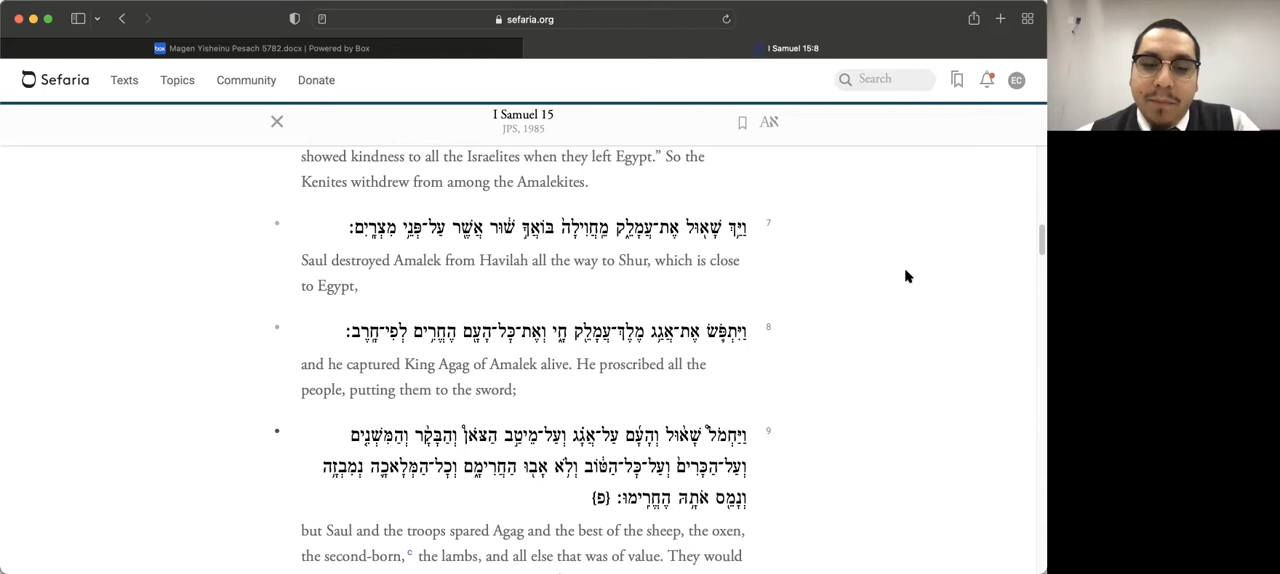 sefaria.org
Magen Yisheinu Pesach 5782.docx | Powered by Box
I Samuel 15:8
Sefaria Texts Topics Community Donate Search EC
I Samuel 15
JPS, 1985
showed kindness to all the Israelites when they left Egypt.” So the
Kenites withdrew from among the Amalekites.
7
וַיַּ֥ךְ שָׁא֖וּל אֶת־עֲמָלֵ֑ק מֵֽחֲוִילָה֙ בּוֹאֲךָ֣ שׁ֔וּר אֲשֶׁ֖ר עַל־פְּנֵ֥י מִצְרָֽיִם׃
Saul destroyed Amalek from Havilah all the way to Shur, which is close
to Egypt,
8
וַיִּתְפֹּ֛שׂ אֶת־אֲגַ֥ג מֶֽלֶךְ־עֲמָלֵ֖ק חָ֑י וְאֶת־כׇּל־הָעָ֖ם הֶחֱרִ֥ים לְפִי־חָֽרֶב׃
and he captured King Agag of Amalek alive. He proscribed all the
people, putting them to the sword;
9
וַיַּחְמֹל֩ שָׁא֨וּל וְהָעָ֜ם עַל־אֲגָ֗ג וְעַל־מֵיטַ֣ב הַצֹּאן֩ וְהַבָּקָ֨ר וְהַמִּשְׁנִ֤ים
וְעַל־הַכָּרִים֙ וְעַל־כׇּל־הַטּ֔וֹב וְלֹ֥א אָב֖וּ הַחֲרִימָ֑ם וְכׇל־הַמְּלָאכָ֛ה נְמִבְזָ֥ה
וְנָמֵ֖ס אֹתָ֥הּ הֶחֱרִֽימוּ׃ {פ}
but Saul and the troops spared Agag and the best of the sheep, the oxen,
the second-born,c the lambs, and all else that was of value. They would